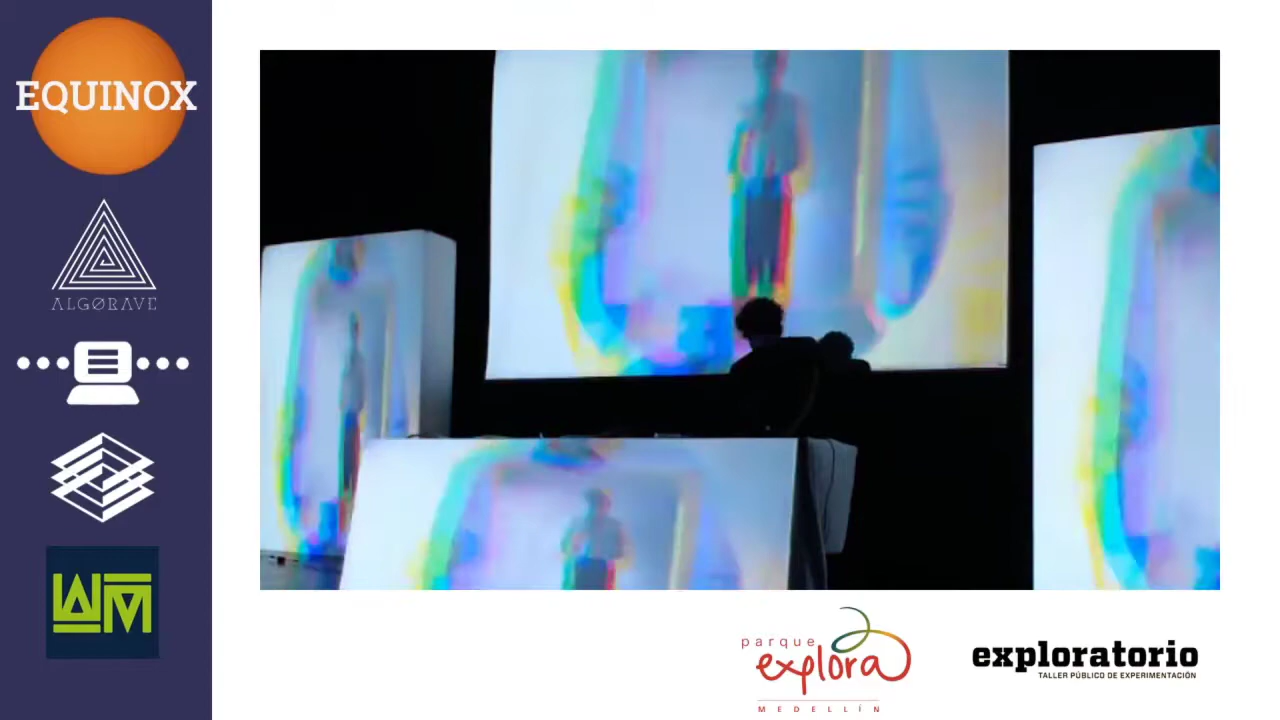 EQUINOX
ALGØRAVE
parque
explora
MEDELLÍN
exploratorio
TALLER PÚBLICO DE EXPERIMENTACIÓN